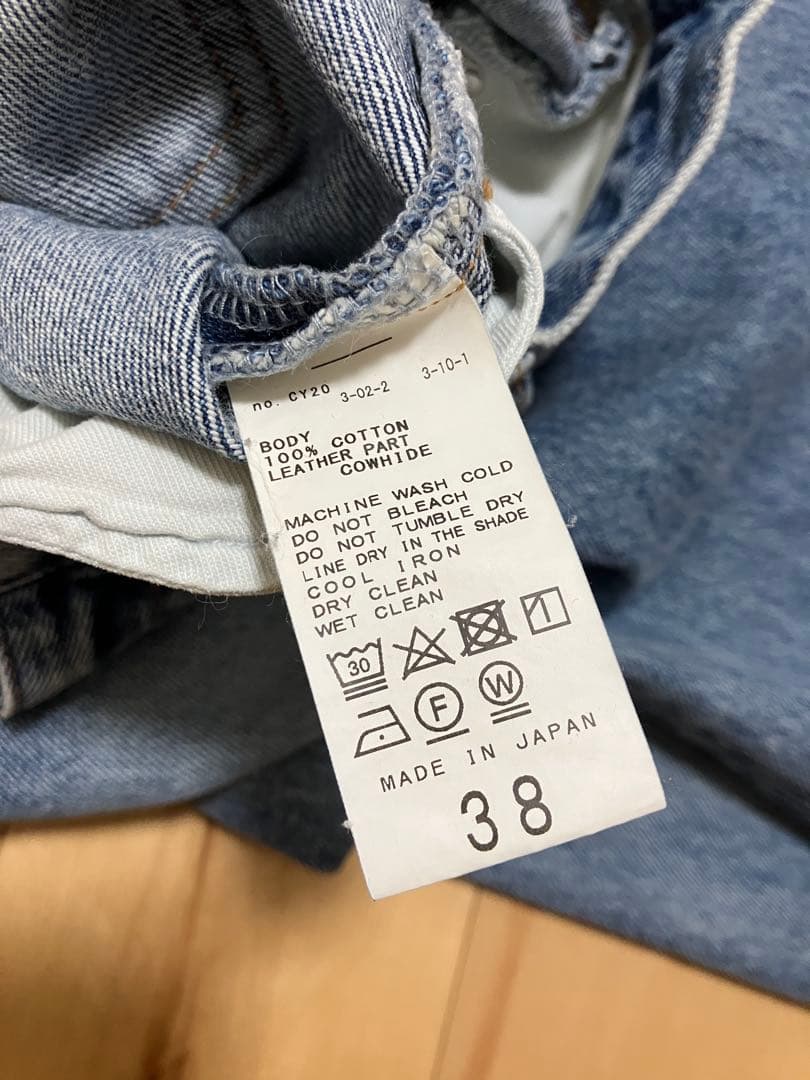 no. CY20 3-02-2 3-10-1
BODY
100% COTTON
LEATHER PART
COWHIDE
MACHINE WASH COLD
DO NOT BLEACH
DO NOT TUMBLE DRY
LINE DRY IN THE SHADE
COOL IRON
DRY CLEAN
WET CLEAN
30
F W
MADE IN JAPAN
38